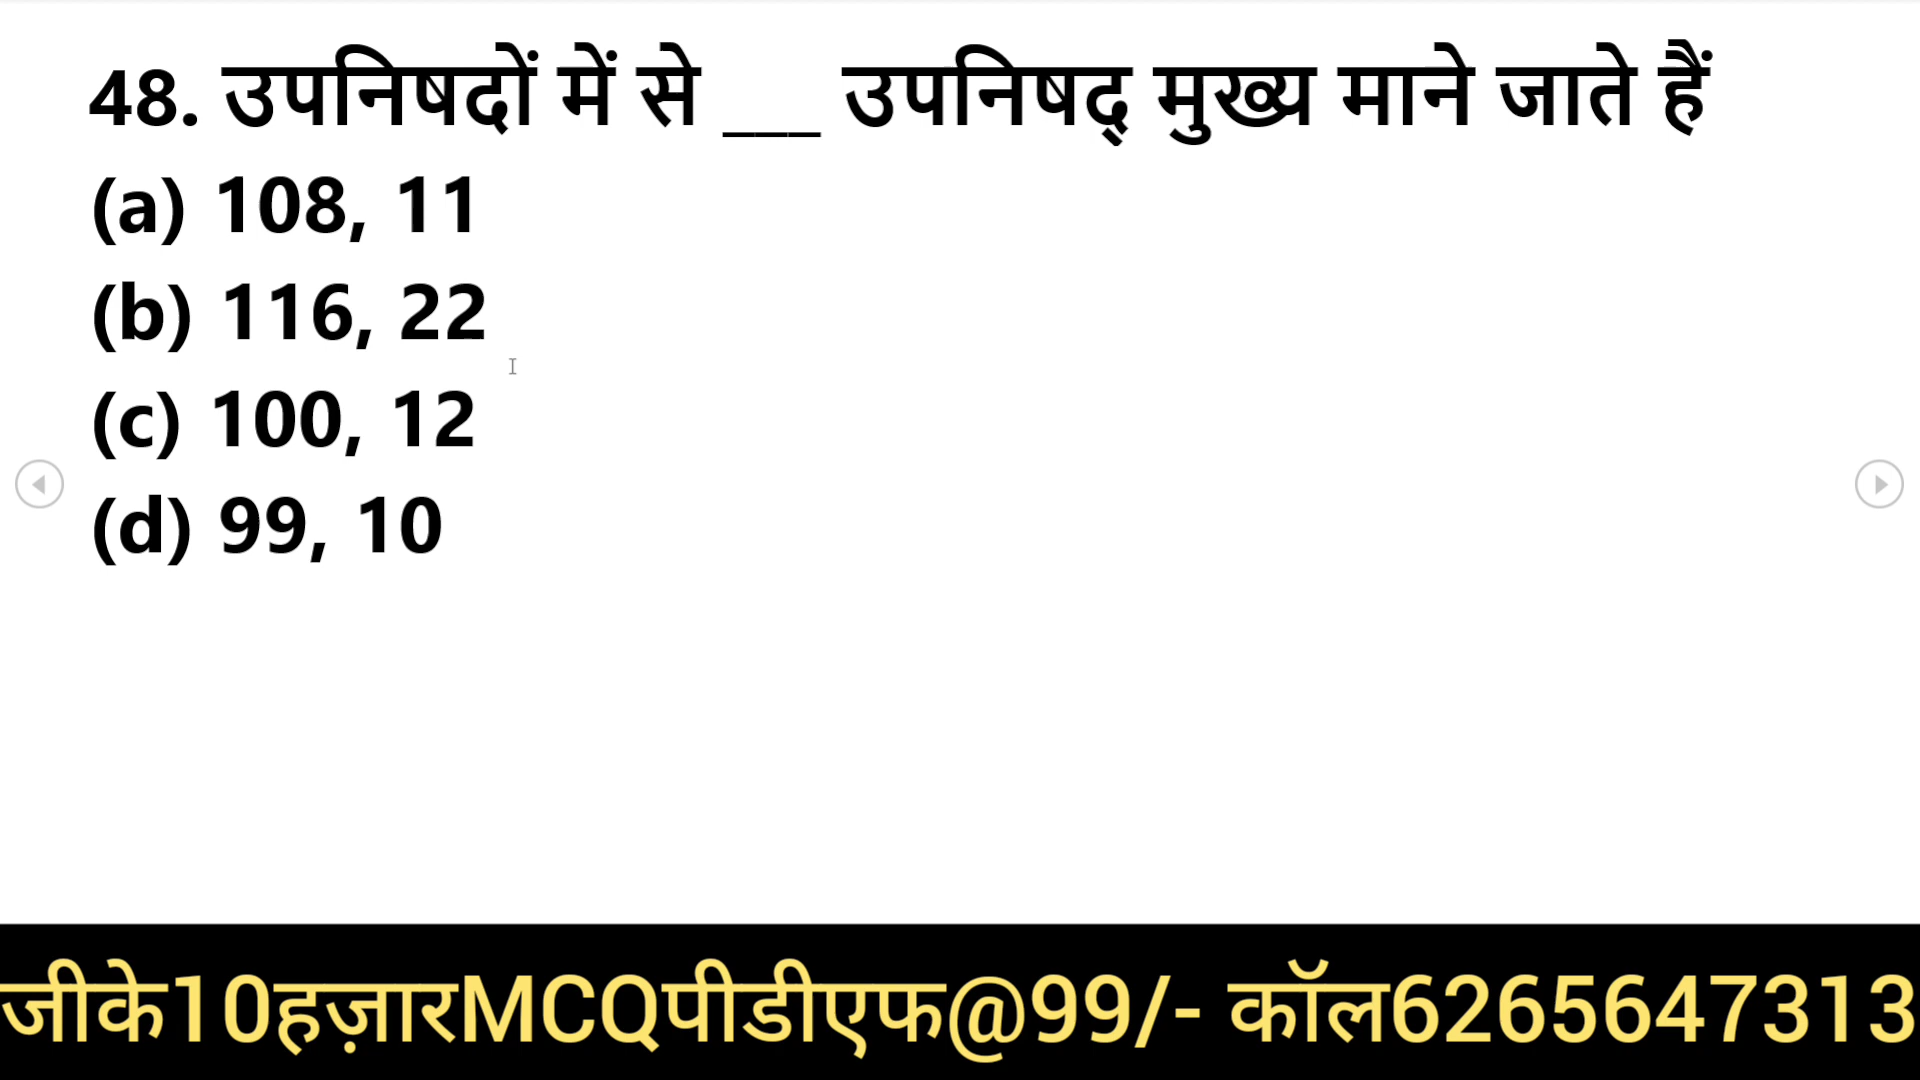 48. उपनिषदों में से ___ उपनिषद् मुख्य माने जाते हैं
(a) 108, 11
(b) 116, 22
(c) 100, 12
(d) 99, 10
जीके10हज़ारMCQपीडीएफ@99/- कॉल6265647313